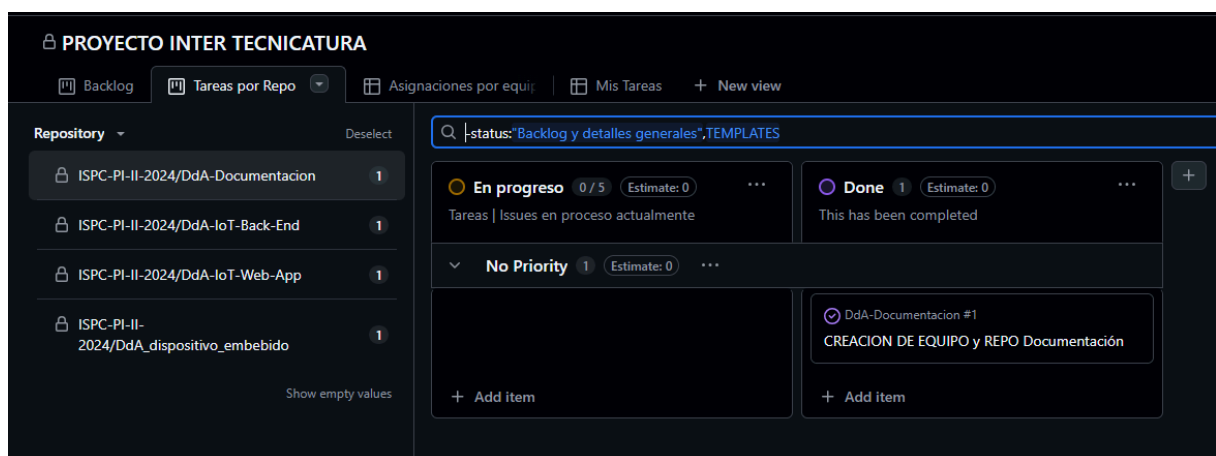 PROYECTO INTER TECNICATURA
Backlog
Tareas por Repo
Asignaciones por equip
Mis Tareas
+ New view
Repository
Deselect
ISPC-PI-II-2024/DdA-Documentacion 1
ISPC-PI-II-2024/DdA-IoT-Back-End 1
ISPC-PI-II-2024/DdA-IoT-Web-App 1
ISPC-PI-II-
2024/DdA_dispositivo_embebido 1
Show empty values
-status:"Backlog y detalles generales",TEMPLATES
En progreso 0 / 5 Estimate: 0 ...
Tareas | Issues en proceso actualmente
Done 1 Estimate: 0 ...
This has been completed
+
No Priority 1 Estimate: 0 ...
+ Add item
DdA-Documentacion #1
CREACION DE EQUIPO y REPO Documentación
+ Add item